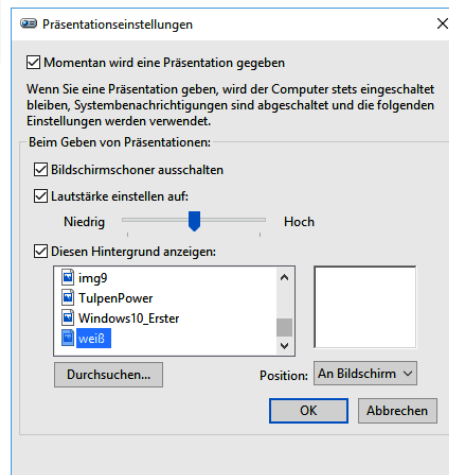 Präsentationseinstellungen
Momentan wird eine Präsentation gegeben
Wenn Sie eine Präsentation geben, wird der Computer stets eingeschaltet
bleiben, Systembenachrichtigungen sind abgeschaltet und die folgenden
Einstellungen werden verwendet.
Beim Geben von Präsentationen:
Bildschirmschoner ausschalten
Lautstärke einstellen auf:
Niedrig Hoch
Diesen Hintergrund anzeigen:
img9
TulpenPower
Windows10_Erster
weiß
Durchsuchen... Position: An Bildschirm
OK Abbrechen